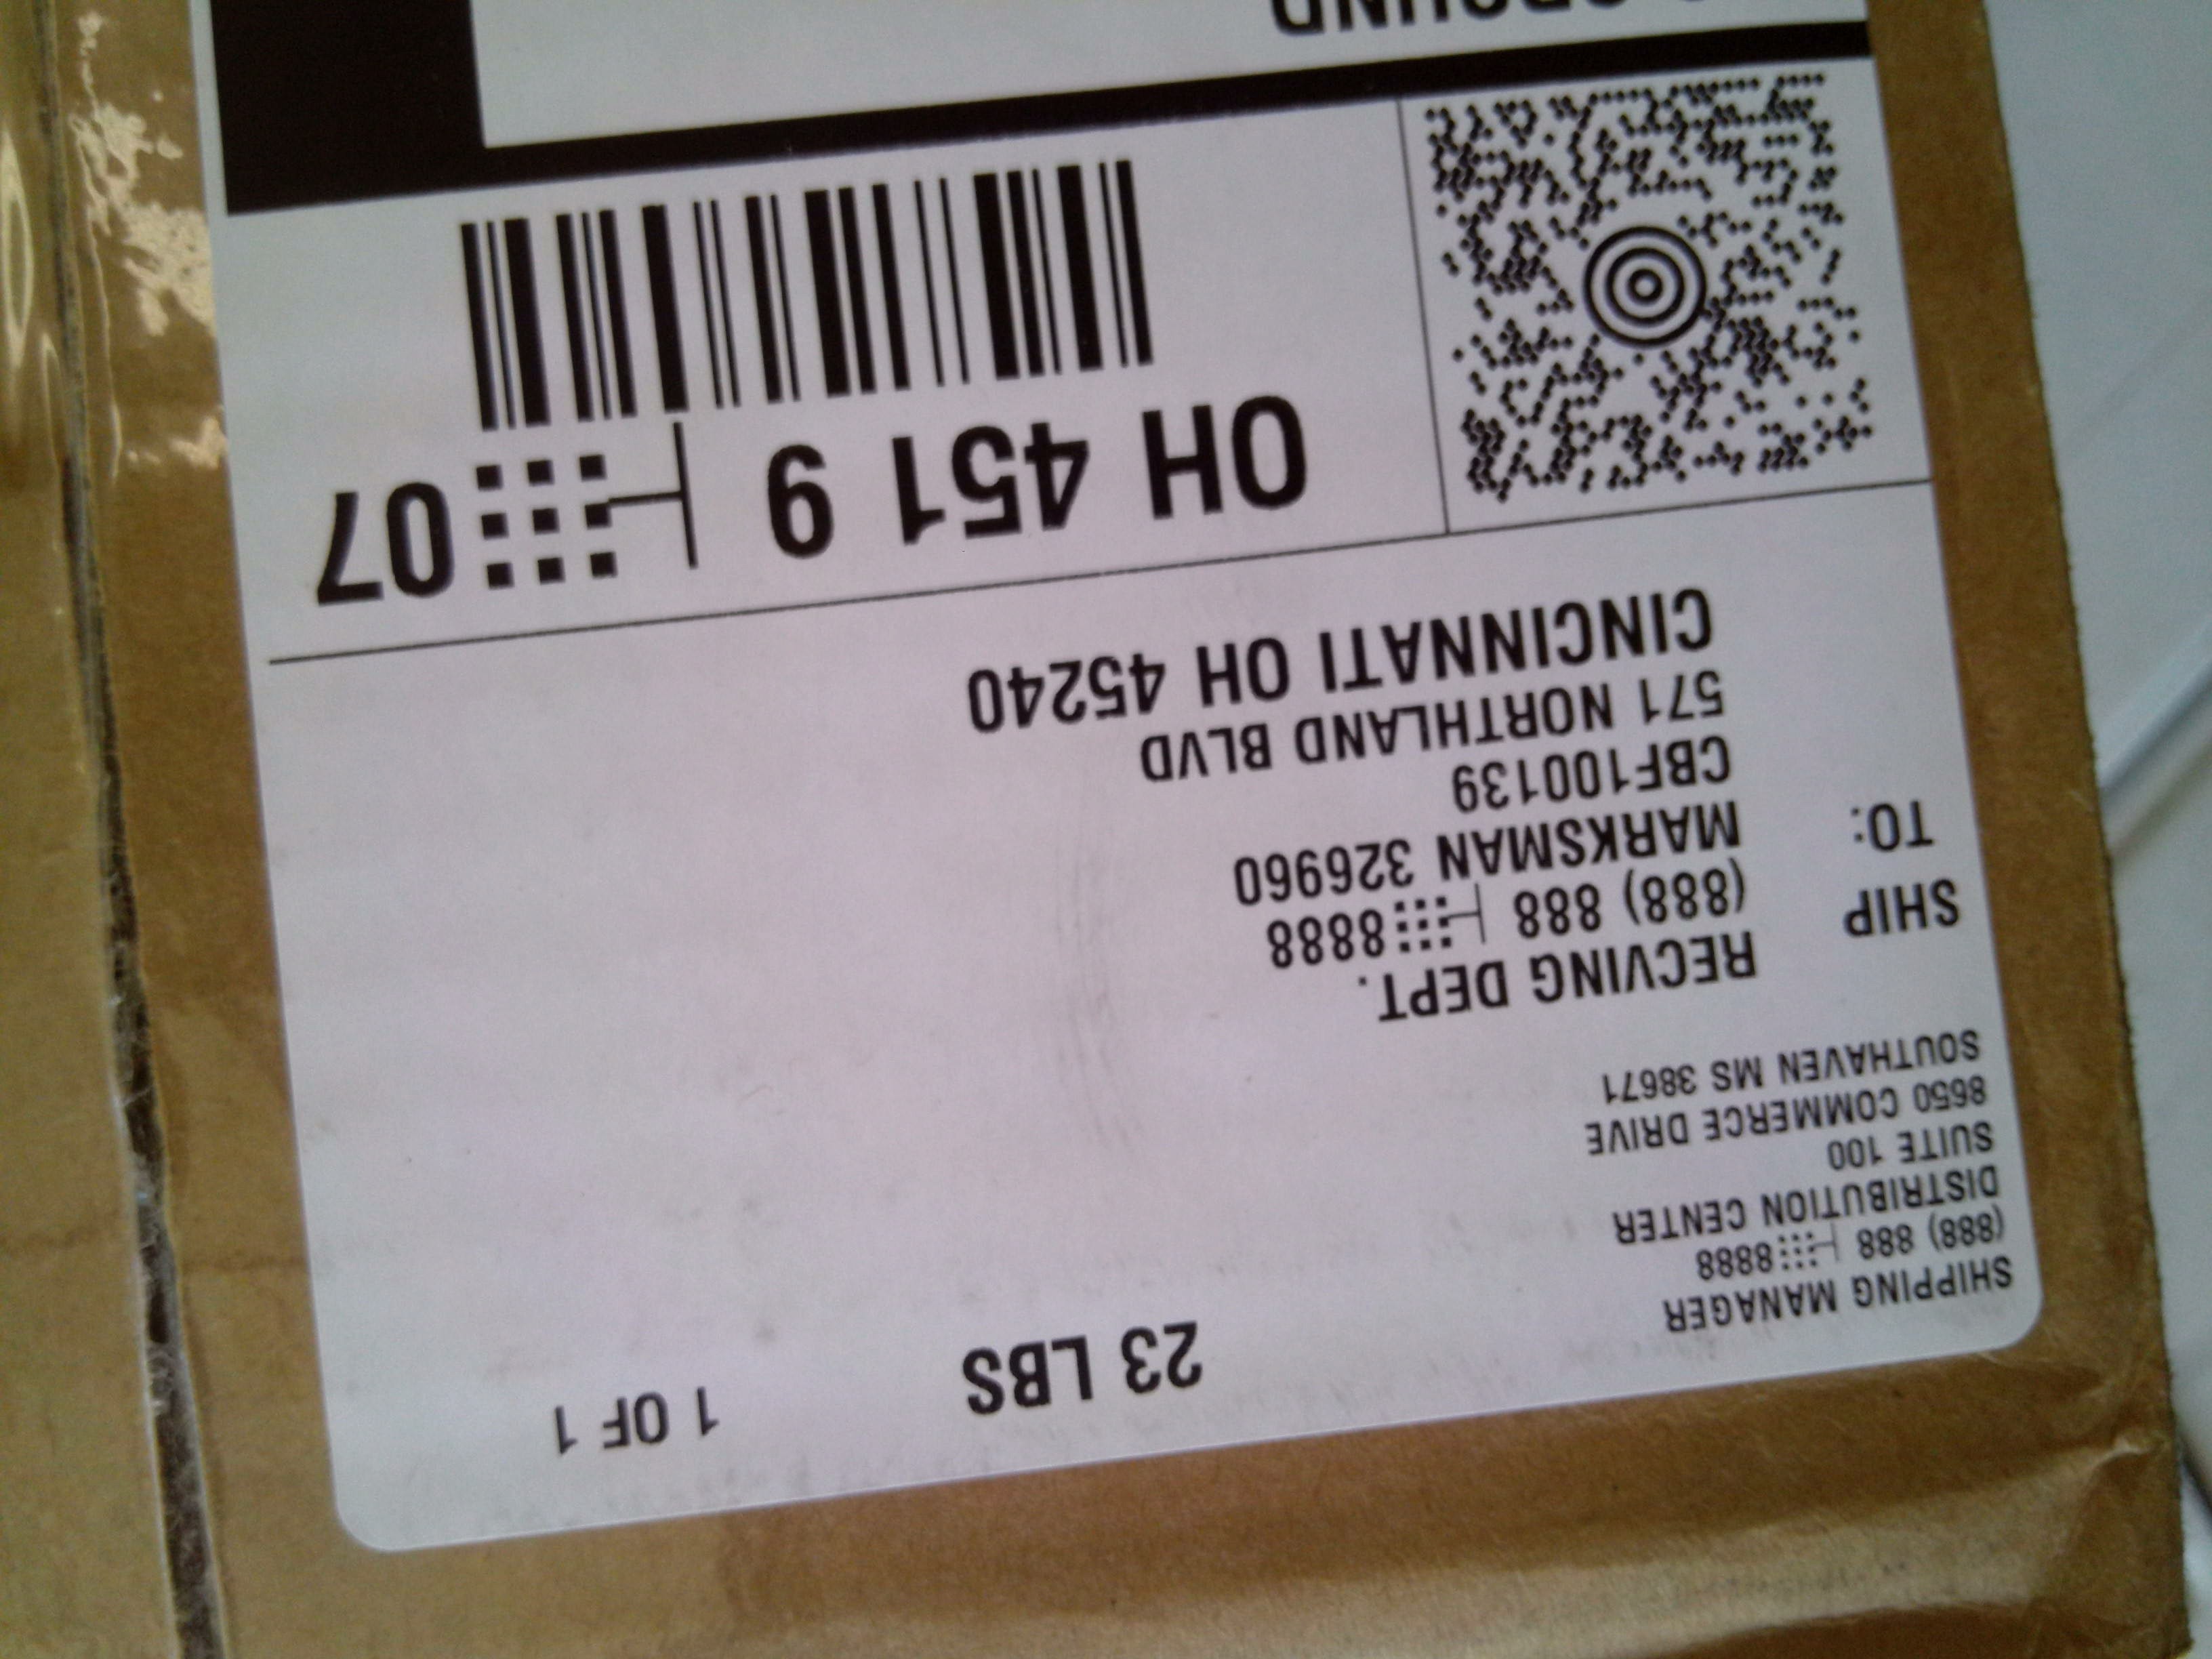 SHIPPING MANAGER
(888) 888 8888
DISTRIBUTION CENTER
SUITE 100
8650 COMMERCE DRIVE
SOUTHAVEN MS 38671
23 LBS
1 OF 1
SHIP
TO:
RECVING DEPT.
(888) 888 8888
MARKSMAN 326960
CBF100139
571 NORTHLAND BLVD
CINCINNATI OH 45240
OH 451 9 07
GROUND